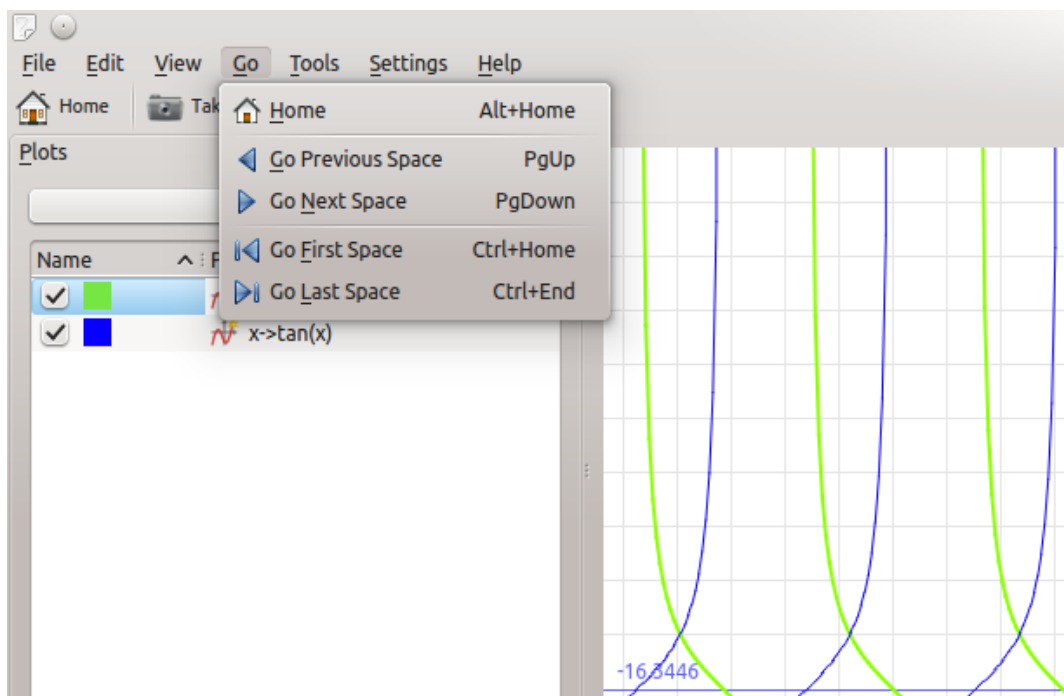 File Edit View Go Tools Settings Help
Home
Home Alt+Home
Plots
Go Previous Space PgUp
Go Next Space PgDown
Name
Go First Space Ctrl+Home
Go Last Space Ctrl+End
x->tan(x)
-16.3446